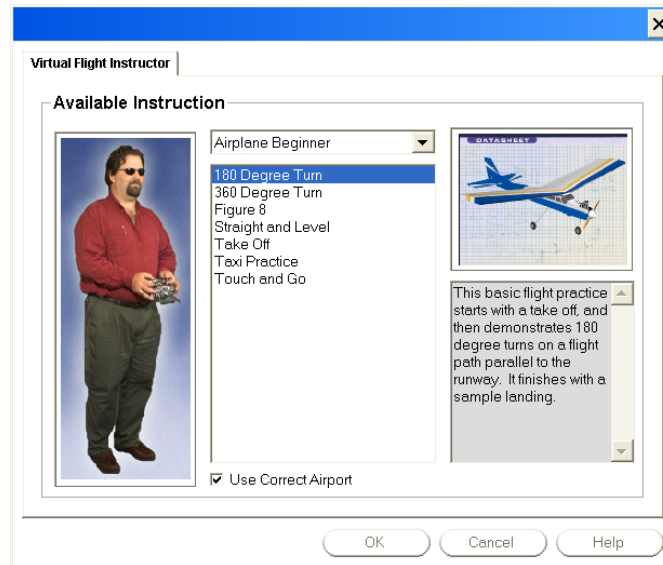 Virtual Flight Instructor
Available Instruction
Airplane Beginner
180 Degree Turn
360 Degree Turn
Figure 8
Straight and Level
Take Off
Taxi Practice
Touch and Go
Use Correct Airport
DATASHEET
This basic flight practice
starts with a take off, and
then demonstrates 180
degree turns on a flight
path parallel to the
runway. It finishes with a
sample landing.
OK
Cancel
Help